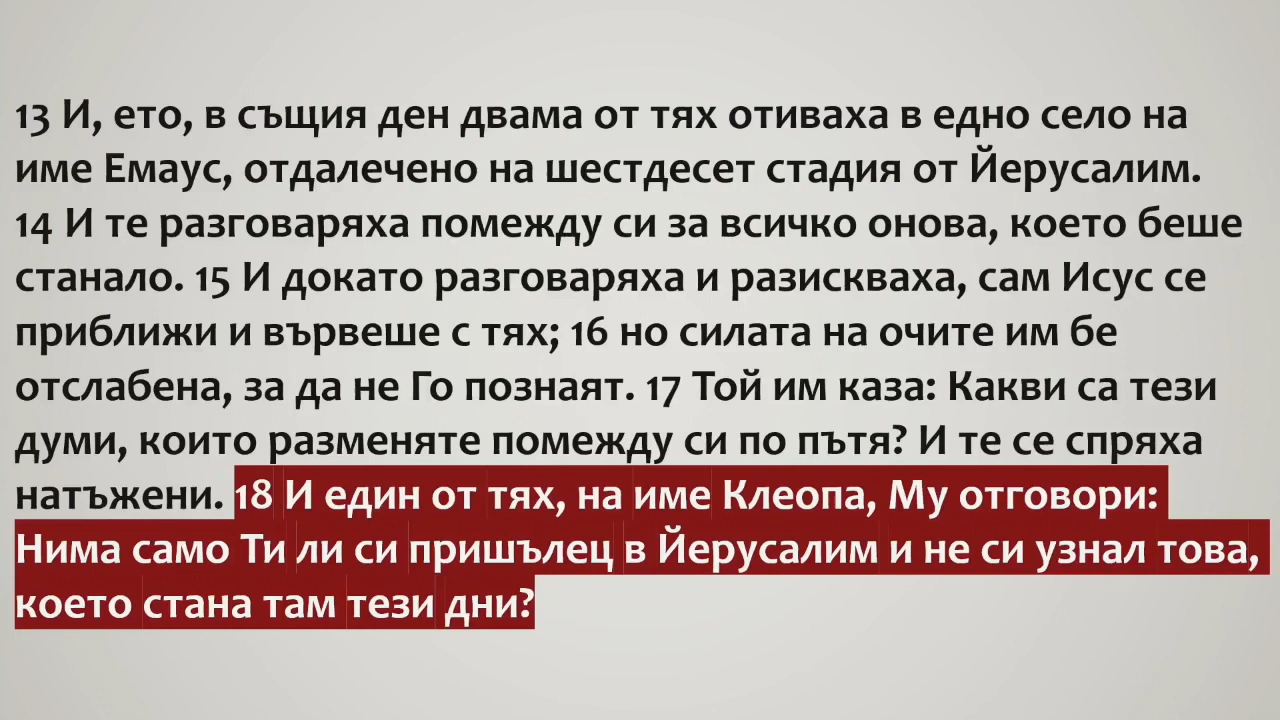 13 И, ето, в същия ден двама от тях отиваха в едно село на
име Емаус, отдалечено на шестдесет стадия от Йерусалим.
14 И те разговаряха помежду си за всичко онова, което беше
станало. 15 И докато разговаряха и разискваха, сам Исус се
приближи и вървеше с тях; 16 но силата на очите им бе
отслабена, за да не Го познаят. 17 Той им каза: Какви са тези
думи, които разменяте помежду си по пътя? И те се спряха
натъжени. 18 И един от тях, на име Клеопа, Му отговори:
Нима само Ти ли си пришълец в Йерусалим и не си узнал това,
което стана там тези дни?